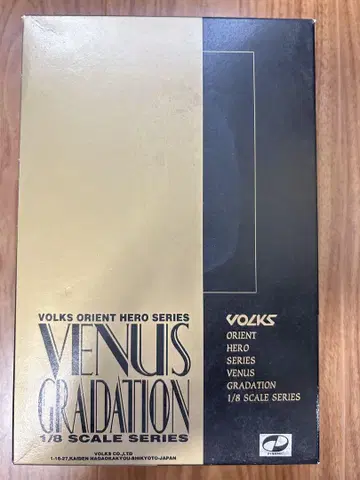 VOLKS ORIENT HERO SERIES
VENUS
GRADATION
1/8 SCALE SERIES
VOLKS CO.,LTD
VOLKS
ORIENT
HERO
SERIES
VENUS
GRADATION
1/8 SCALE SERIES